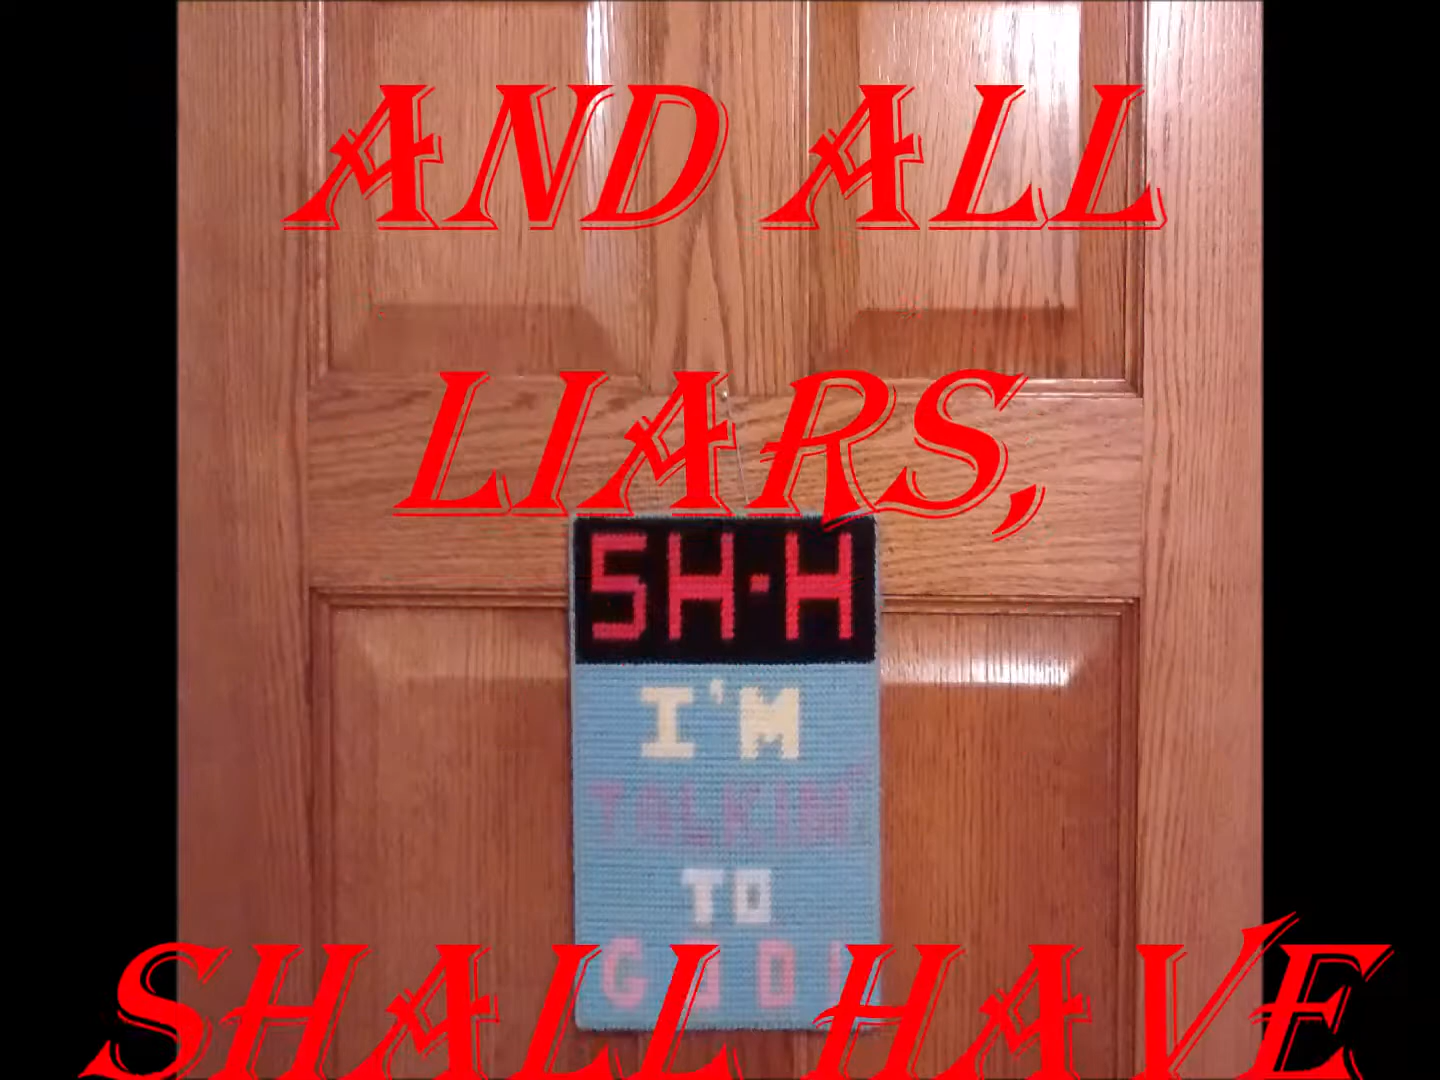 AND ALL
LIARS,
SH-H
I'M
TALKIN'
TO
GOD!
SHALL HAVE